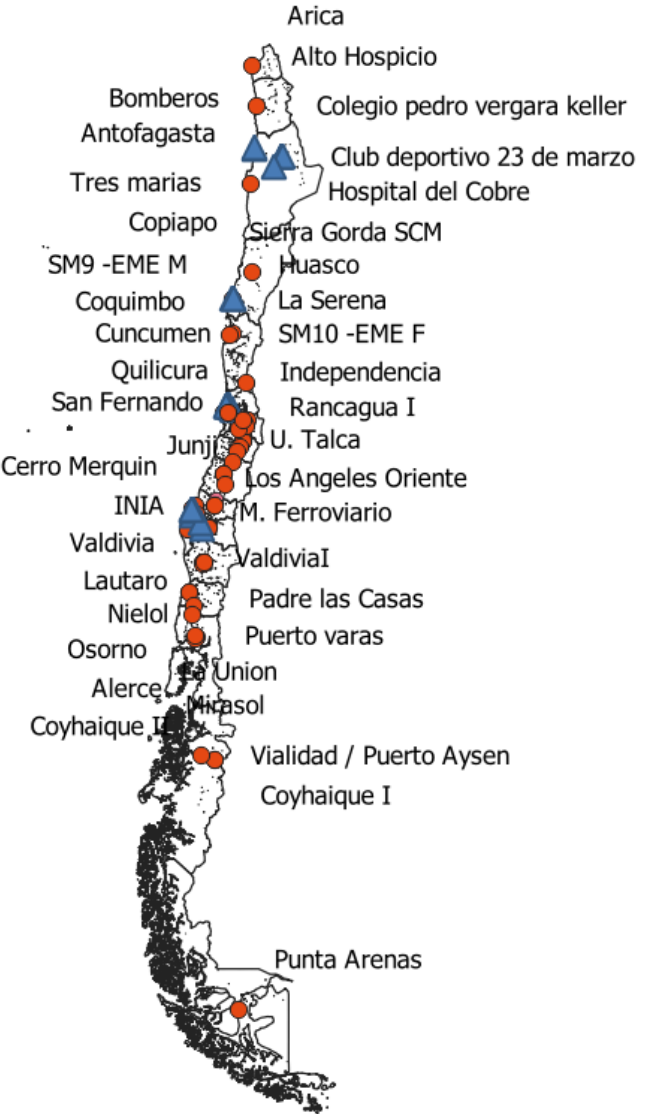 Arica
Alto Hospicio
Bomberos
Colegio pedro vergara keller
Antofagasta
Club deportivo 23 de marzo
Tres marias
Hospital del Cobre
Copiapo
Sierra Gorda SCM
SM9 -EME M
Huasco
Coquimbo
La Serena
Cuncumen
SM10 -EME F
Quilicura
Independencia
San Fernando
Rancagua I
Junji
U. Talca
Cerro Merquin
Los Angeles Oriente
INIA
M. Ferroviario
Valdivia
ValdiviaI
Lautaro
Padre las Casas
Nielol
Puerto varas
Osorno
La Union
Alerce
Mirasol
Coyhaique II
Vialidad / Puerto Aysen
Coyhaique I
Punta Arenas